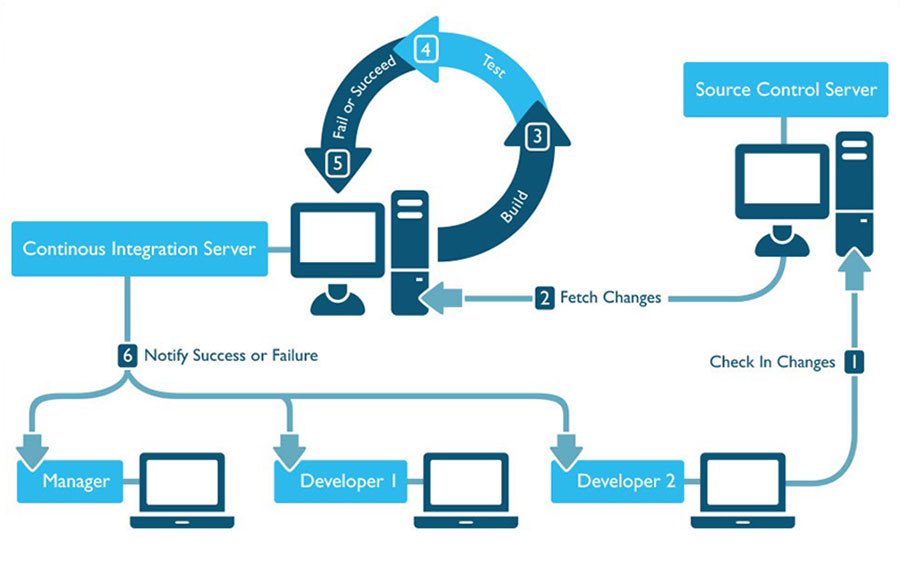 4
Test
Fail or Succeed
Source Control Server
3
5
Build
Continous Integration Server
2 Fetch Changes
6 Notify Success or Failure
Check In Changes 1
Manager
Developer 1
Developer 2